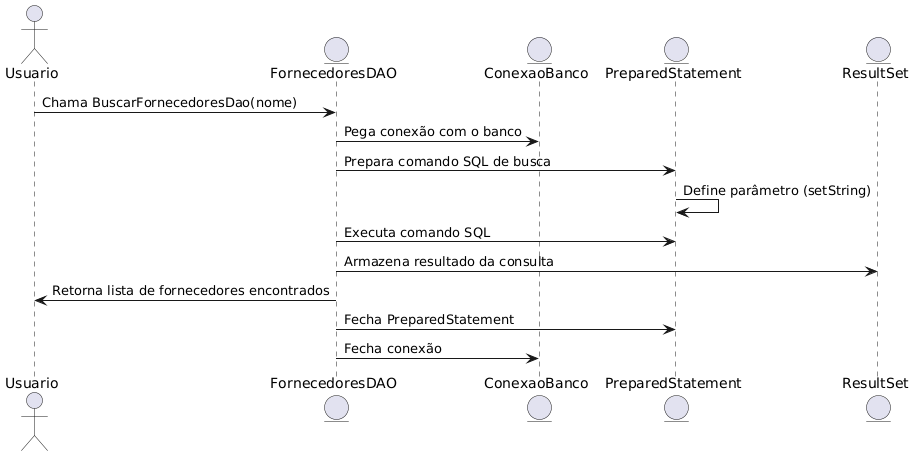 Usuario
FornecedoresDAO
ConexaoBanco
PreparedStatement
ResultSet
Chama BuscarFornecedoresDao(nome)
Pega conexão com o banco
Prepara comando SQL de busca
Define parâmetro (setString)
Executa comando SQL
Armazena resultado da consulta
Retorna lista de fornecedores encontrados
Fecha PreparedStatement
Fecha conexão
Usuario
FornecedoresDAO
ConexaoBanco
PreparedStatement
ResultSet